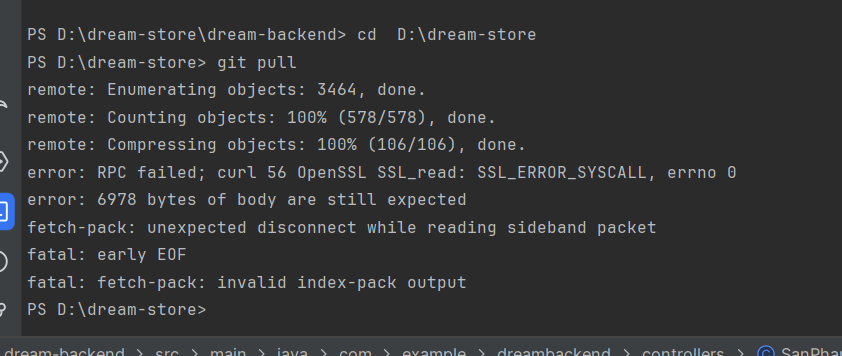 PS D:\dream-store\dream-backend> cd  D:\dream-store
PS D:\dream-store> git pull
remote: Enumerating objects: 3464, done.
remote: Counting objects: 100% (578/578), done.
remote: Compressing objects: 100% (106/106), done.
error: RPC failed; curl 56 OpenSSL SSL_read: SSL_ERROR_SYSCALL, errno 0
error: 6978 bytes of body are still expected
fetch-pack: unexpected disconnect while reading sideband packet
fatal: early EOF
fatal: fetch-pack: invalid index-pack output
PS D:\dream-store>
dream-backend > src > main > java > com > example > dreambackend > controllers > © SanPha